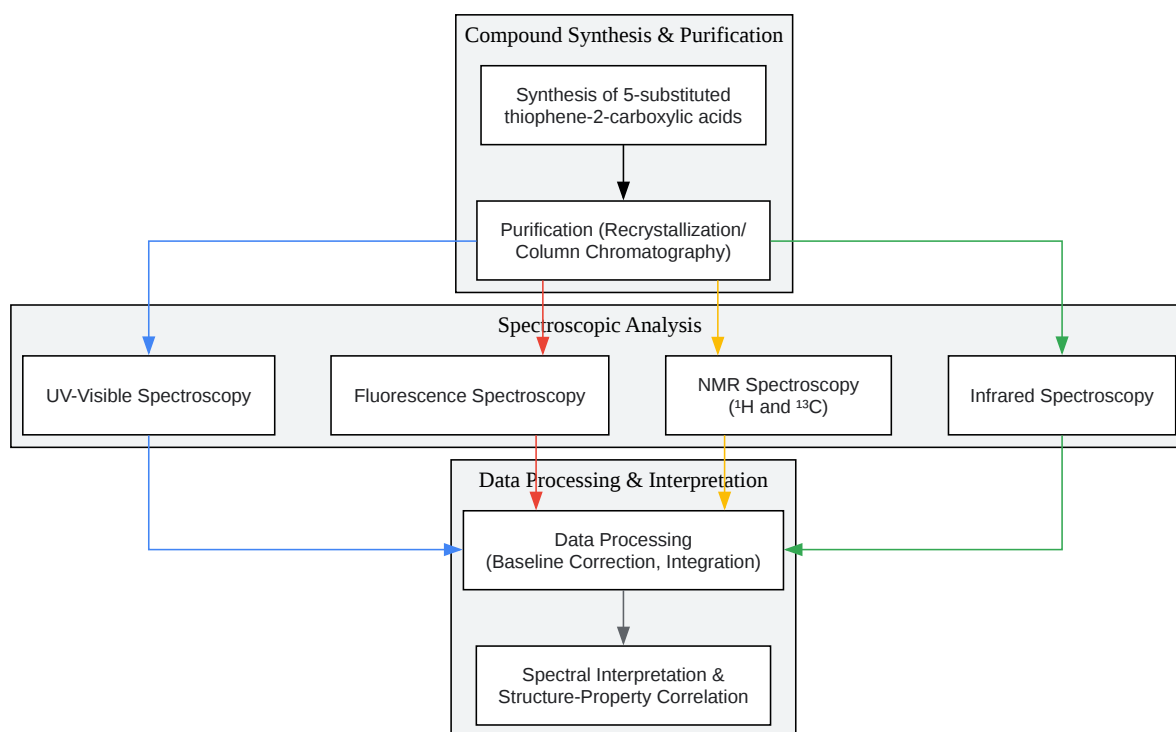 Compound Synthesis & Purification
Synthesis of 5-substituted
thiophene-2-carboxylic acids
Purification (Recrystallization/
Column Chromatography)
Spectroscopic Analysis
UV-Visible Spectroscopy
Fluorescence Spectroscopy
NMR Spectroscopy
(¹H and ¹³C)
Infrared Spectroscopy
Data Processing & Interpretation
Data Processing
(Baseline Correction, Integration)
Spectral Interpretation &
Structure-Property Correlation